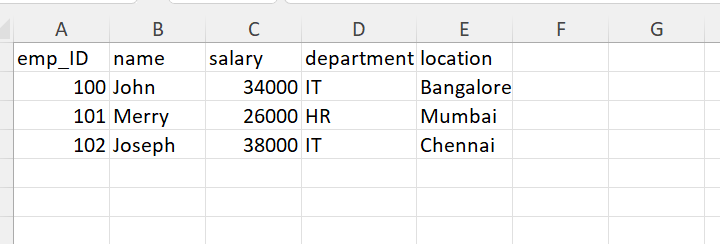 A B C D E F G
emp_ID name salary department location
100 John 34000 IT Bangalore
101 Merry 26000 HR Mumbai
102 Joseph 38000 IT Chennai